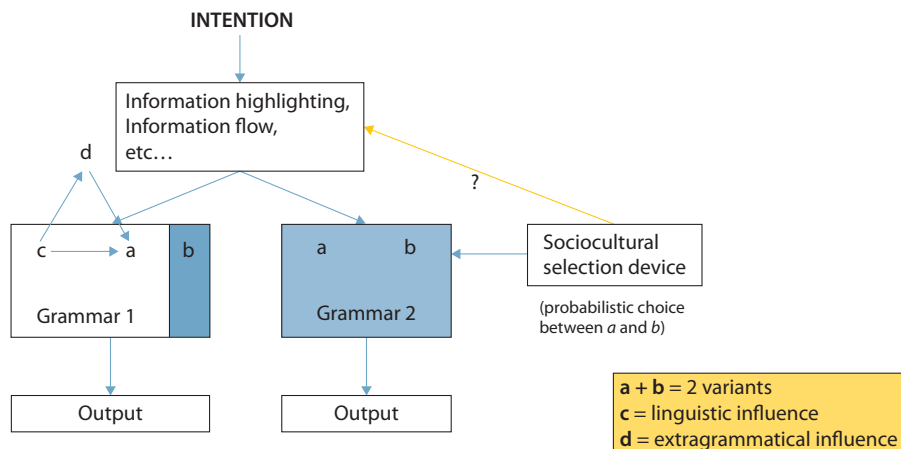 INTENTION
Information highlighting,
Information flow,
etc…
d
?
c
a
b
Grammar 1
a
b
Grammar 2
Sociocultural
selection device
(probabilistic choice
between a and b)
Output
Output
a + b = 2 variants
c = linguistic influence
d = extragrammatical influence